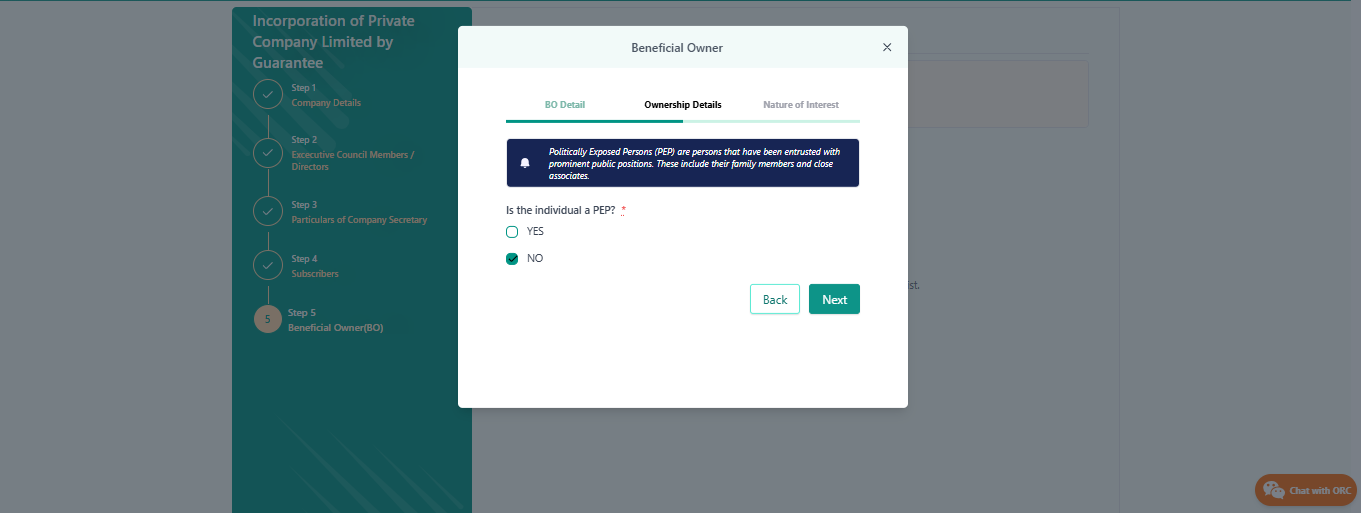 Incorporation of Private
Company Limited by
Guarantee
Step 1
Company Details
Step 2
Excecutive Council Members /
Directors
Step 3
Particulars of Company Secretary
Step 4
Subscribers
5
Step 5
Beneficial Owner(BO)
Beneficial Owner
BO Detail
Ownership Details
Nature of Interest
Politically Exposed Persons (PEP) are persons that have been entrusted with
prominent public positions. These include their family members and close
associates.
Is the individual a PEP? *
YES
NO
Back
Next
ist.
Chat with ORC